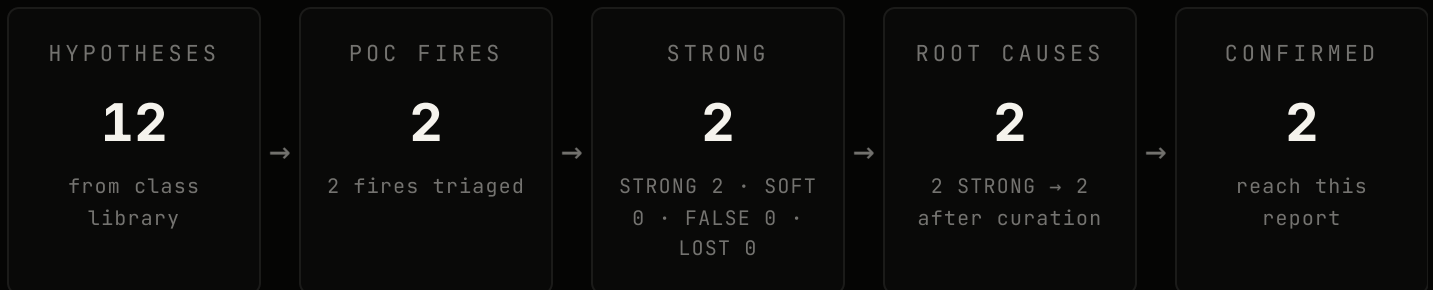 HYPOTHESES
12
from class
library
→
POC FIRES
2
2 fires triaged
→
STRONG
2
STRONG 2 · SOFT
0 · FALSE 0 ·
LOST 0
→
ROOT CAUSES
2
2 STRONG → 2
after curation
→
CONFIRMED
2
reach this
report